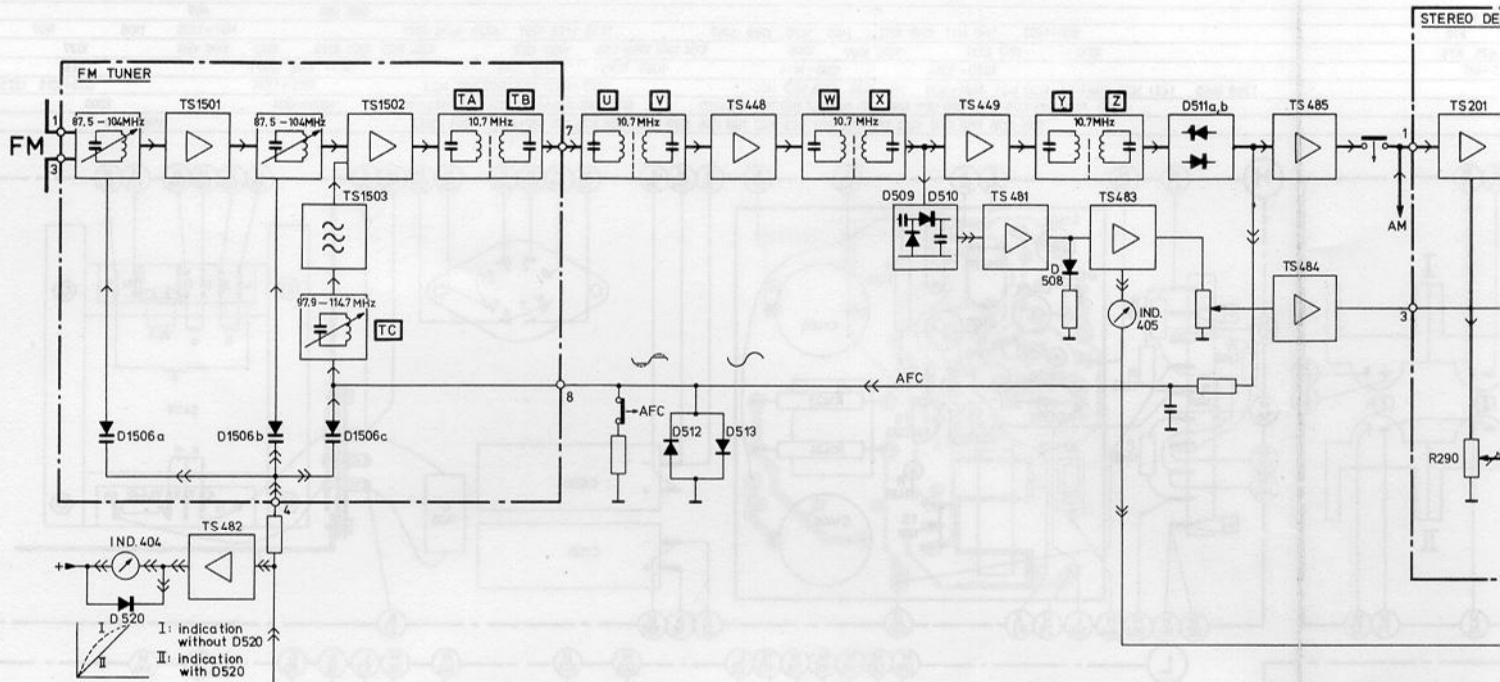 STEREO DE
FM TUNER
TS1501
TS1502
TA
TB
U
V
TS448
W
X
TS449
Y
Z
D511a,b
TS485
TS201
87,5 - 104MHz
87,5 - 104MHz
10,7 MHz
10,7 MHz
10,7 MHz
10,7MHz
1
7
1
FM
3
TS1503
D509
D510
TS481
TS483
AM
D
508
TS484
97,9 - 114,7 MHz
TC
IND.
405
3
AFC
8
AFC
D1506a
D1506b
D1506c
D512
D513
R290
4
TS482
IND. 404
+
D520
I
II
I: indication
without D520
II: indication
with D520